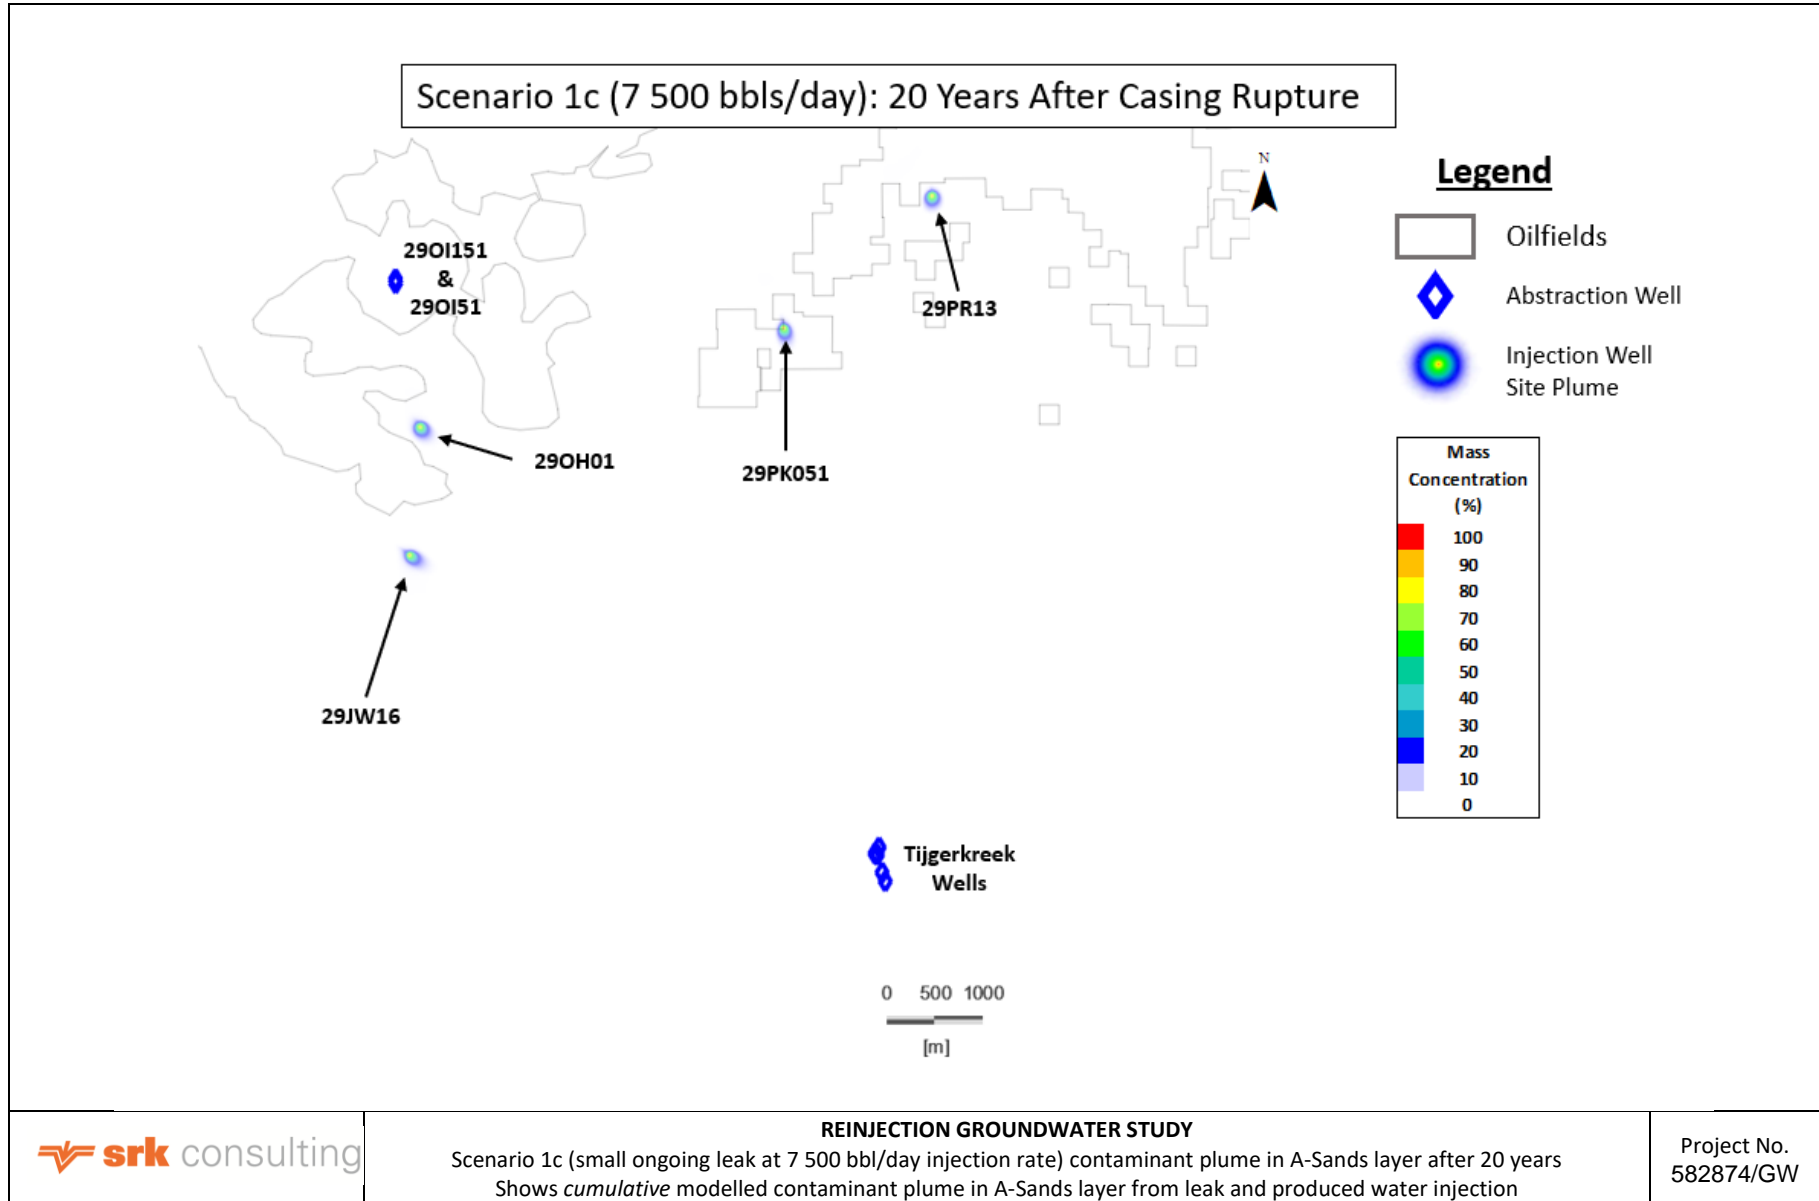 Scenario 1c (7 500 bbls/day): 20 Years After Casing Rupture
N
Legend
Oilfields
Abstraction Well
Injection Well
Site Plume
29OI151
&
29OI51
29PR13
29OH01
29PK051
29JW16
Mass
Concentration
(%)
100
90
80
70
60
50
40
30
20
10
0
Tijgerkreek
Wells
0 500 1000
[m]
srk consulting
REINJECTION GROUNDWATER STUDY
Scenario 1c (small ongoing leak at 7 500 bbl/day injection rate) contaminant plume in A-Sands layer after 20 years
Shows cumulative modelled contaminant plume in A-Sands layer from leak and produced water injection
Project No.
582874/GW